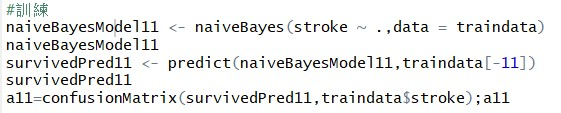 #訓練
naiveBayesModel11 <- naiveBayes(stroke ~ .,data = traindata)
naiveBayesModel11
survivedPred11 <- predict(naiveBayesModel11,traindata[-11])
survivedPred11
a11=confusionMatrix(survivedPred11,traindata$stroke);a11